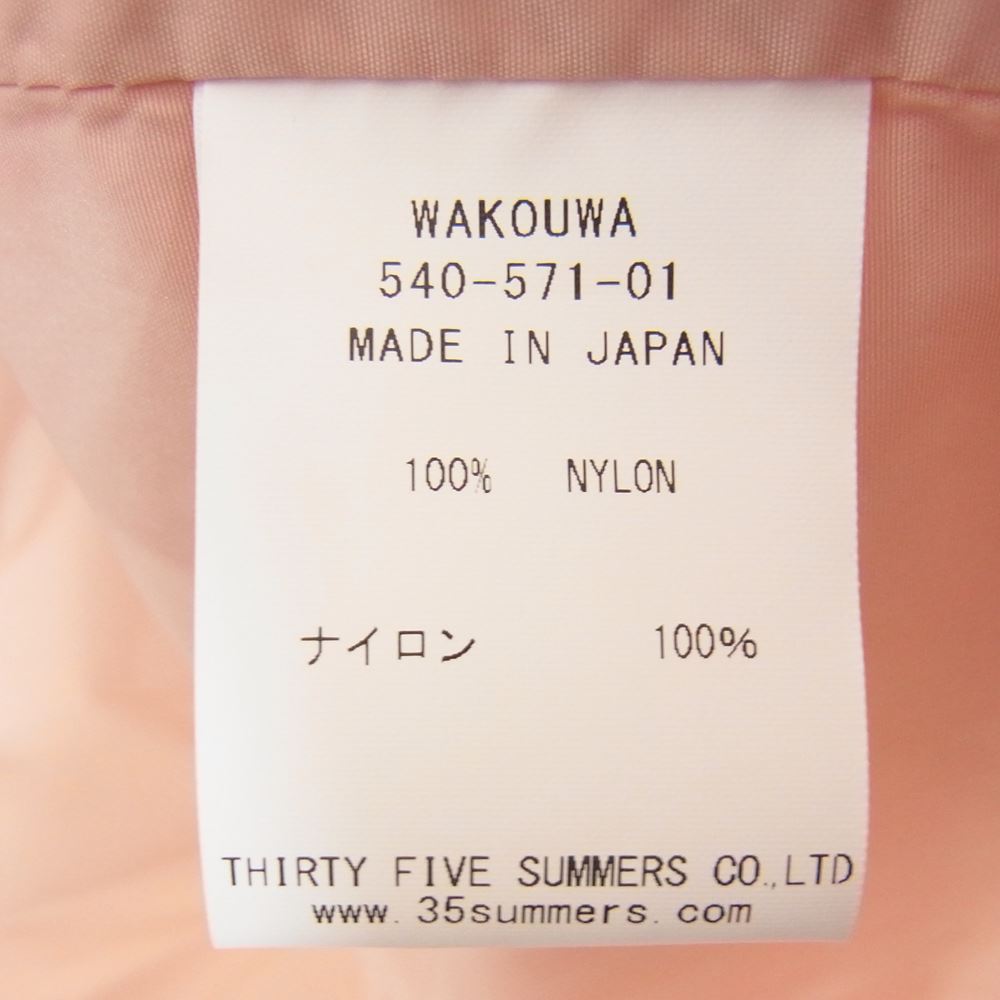 WAKOUWA
540-571-01
MADE IN JAPAN
100% NYLON
ナイロン 100%
THIRTY FIVE SUMMERS CO.,LTD
www.35summers.com